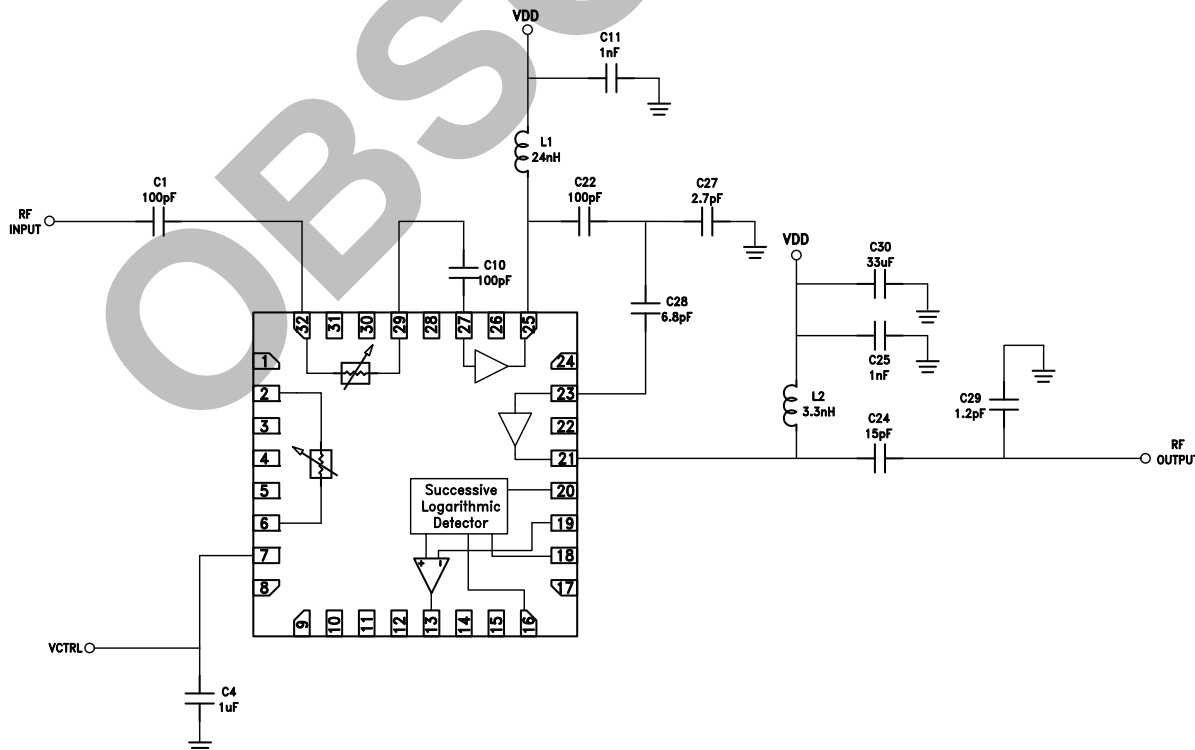 OBS
VDD
C11
1nF
L1
24nH
C1
100pF
C22
100pF
C27
2.7pF
RF
INPUT
VDD
C30
33uF
C10
100pF
C28
6.8pF
32
31
30
29
28
27
26
25
1
24
C25
1nF
2
23
L2
3.3nH
C29
1.2pF
3
22
C24
15pF
4
21
RF
OUTPUT
5
Successive
Logarithmic
Detector
20
6
19
7
+
-
18
8
17
9
10
11
12
13
14
15
16
VCTRL
C4
1uF